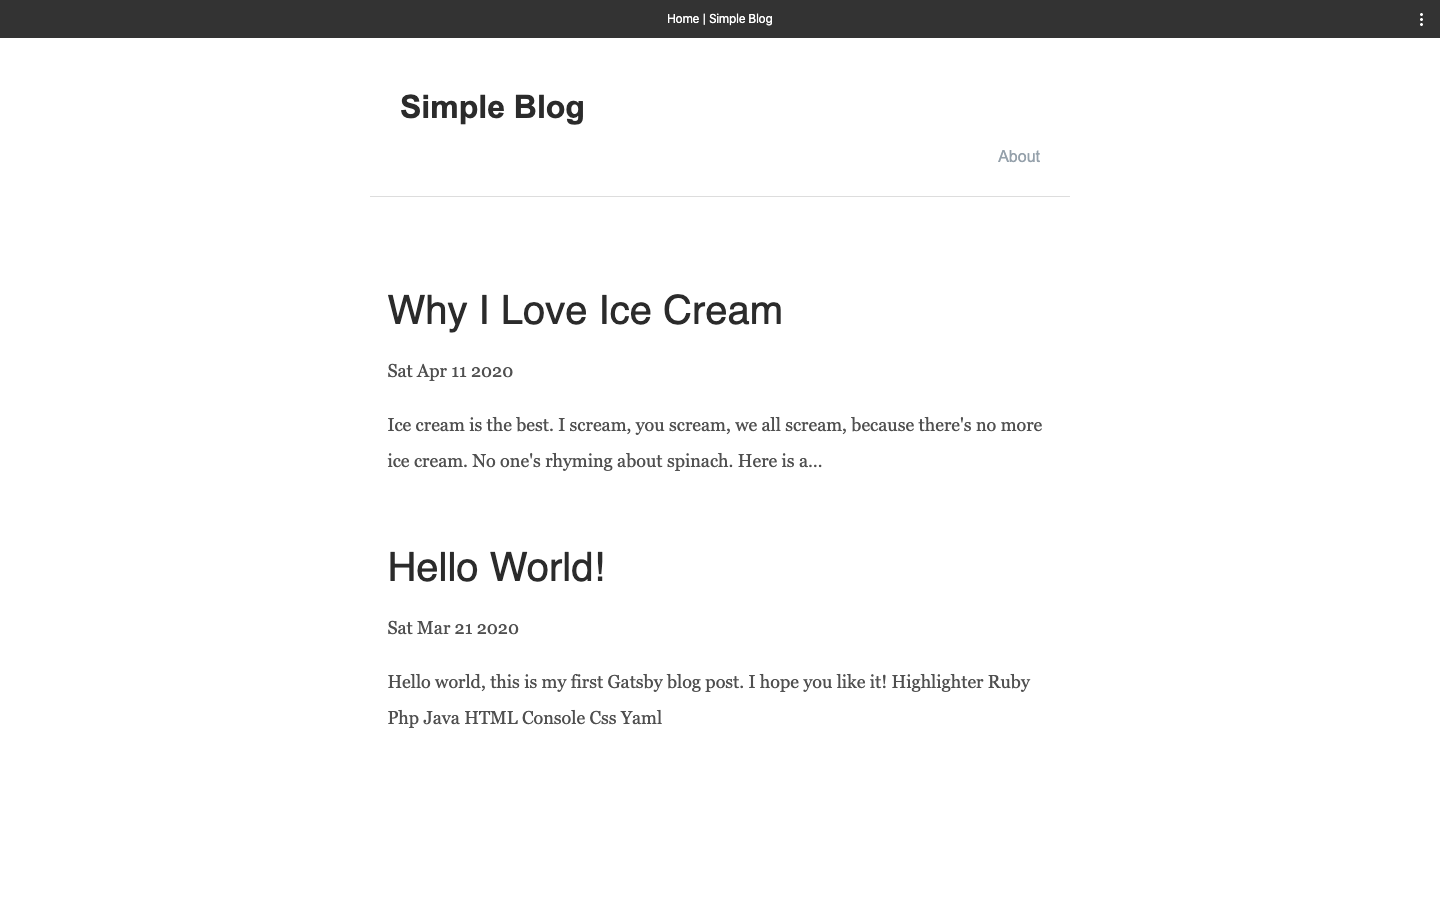 Home | Simple Blog
Simple Blog
About
Why I Love Ice Cream
Sat Apr 11 2020
Ice cream is the best. I scream, you scream, we all scream, because there's no more
ice cream. No one's rhyming about spinach. Here is a...
Hello World!
Sat Mar 21 2020
Hello world, this is my first Gatsby blog post. I hope you like it! Highlighter Ruby
Php Java HTML Console Css Yaml